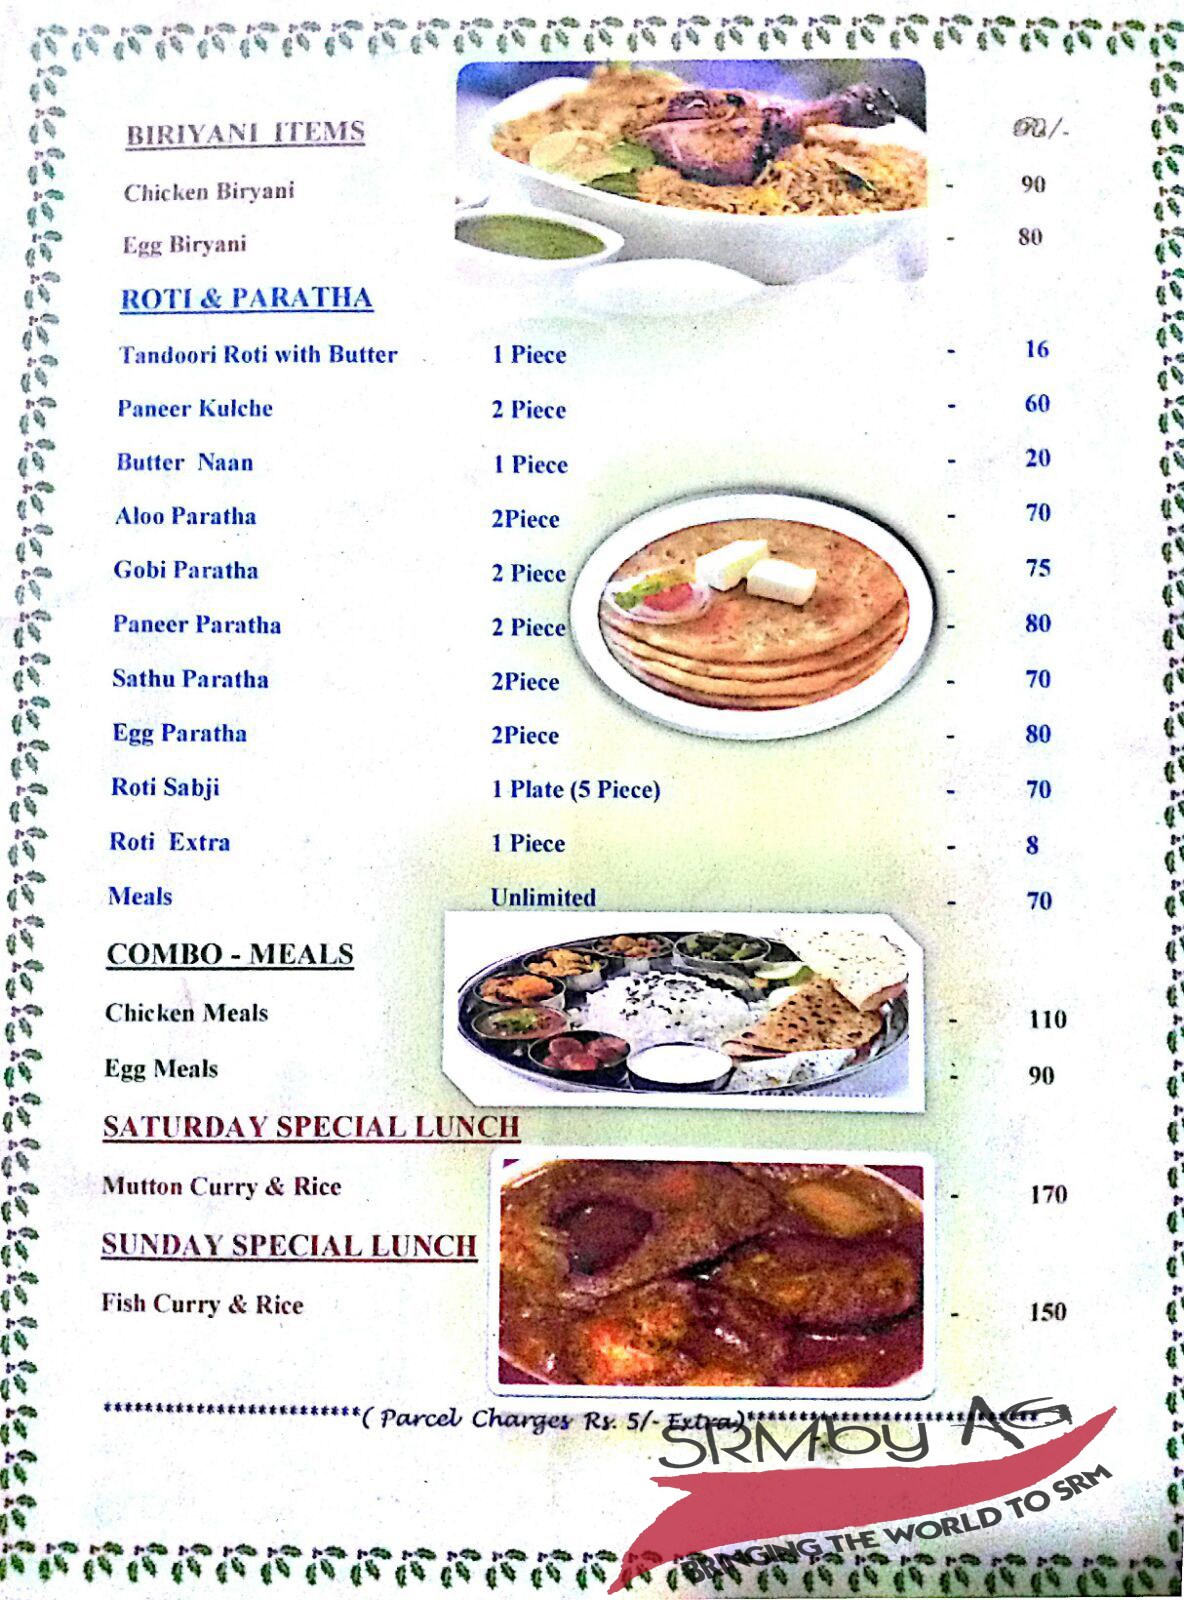 BIRIYANI ITEMS Rs/-
Chicken Biryani - 90
Egg Biryani - 80
ROTI & PARATHA
Tandoori Roti with Butter 1 Piece - 16
Paneer Kulche 2 Piece - 60
Butter Naan 1 Piece - 20
Aloo Paratha 2Piece - 70
Gobi Paratha 2 Piece - 75
Paneer Paratha 2 Piece - 80
Sathu Paratha 2Piece - 70
Egg Paratha 2Piece - 80
Roti Sabji 1 Plate (5 Piece) - 70
Roti Extra 1 Piece - 8
Meals Unlimited - 70
COMBO - MEALS
Chicken Meals - 110
Egg Meals - 90
SATURDAY SPECIAL LUNCH
Mutton Curry & Rice - 170
SUNDAY SPECIAL LUNCH
Fish Curry & Rice - 150
*************************( Parcel Charges Rs. 5/- Extra)****************************
SRMby AG
BRINGING THE WORLD TO SRM